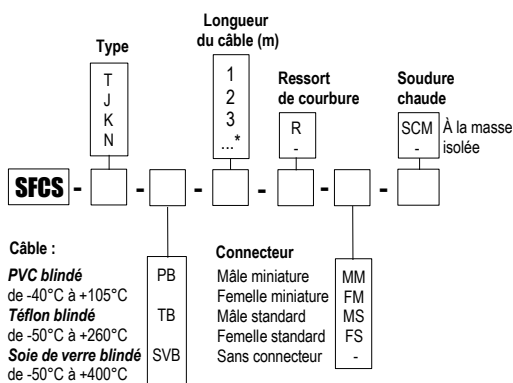 Longueur
du câble (m)
Type
T
J
K
N
1
2
3
...*
Ressort
de courbure
R
-
Soudure
chaude
SCM À la masse
- isolée
SFCS - - - - - -
Câble :
PVC blindé PB
de -40°C à +105°C
Téflon blindé TB
de -50°C à +260°C
Soie de verre blindé SVB
de -50°C à +400°C
Connecteur
Mâle miniature MM
Femelle miniature FM
Mâle standard MS
Femelle standard FS
Sans connecteur -